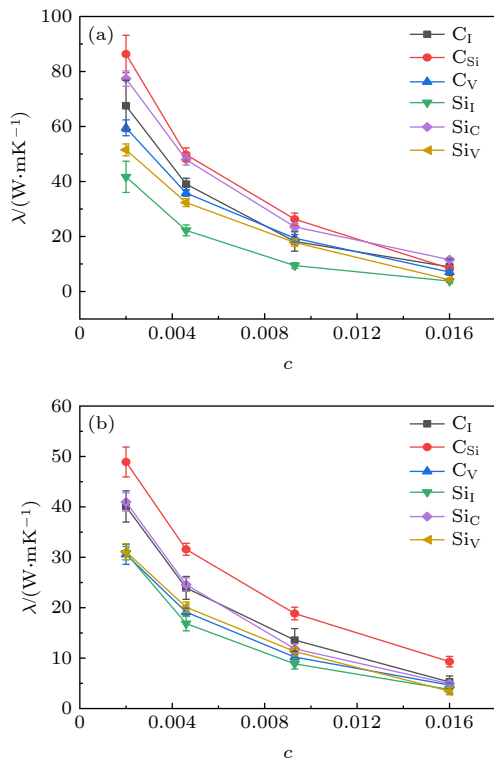 (a)
C_I
C_Si
C_V
Si_I
Si_C
Si_V
λ/(W·mK⁻¹)
100
80
60
40
20
0
0 0.004 0.008 0.012 0.016
c
(b)
C_I
C_Si
C_V
Si_I
Si_C
Si_V
λ/(W·mK⁻¹)
60
50
40
30
20
10
0
0 0.004 0.008 0.012 0.016
c